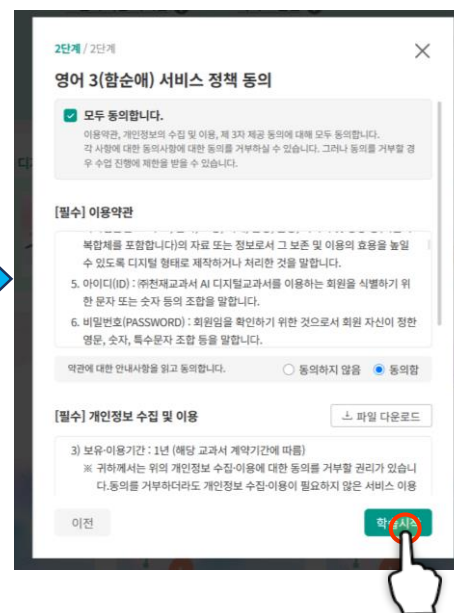 2단계 / 2단계
영어 3(함순애) 서비스 정책 동의
모두 동의합니다.
이용약관, 개인정보의 수집 및 이용, 제 3자 제공 동의에 대해 모두 동의합니다.
각 사항에 대한 동의사항에 대한 동의를 거부하실 수 있습니다. 그러나 동의를 거부할 경
우 수업 진행에 제한을 받을 수 있습니다.
[필수] 이용약관
복합체를 포함합니다)의 자료 또는 정보로서 그 보존 및 이용의 효용을 높일
수 있도록 디지털 형태로 제작하거나 처리한 것을 말합니다.
5. 아이디(ID) : ㈜천재교과서 AI 디지털교과서를 이용하는 회원을 식별하기 위
한 문자 또는 숫자 등의 조합을 말합니다.
6. 비밀번호(PASSWORD) : 회원임을 확인하기 위한 것으로서 회원 자신이 정한
영문, 숫자, 특수문자 조합 등을 말합니다.
약관에 대한 안내사항을 읽고 동의합니다. 동의하지 않음 동의함
[필수] 개인정보 수집 및 이용 파일 다운로드
3) 보유·이용기간 : 1년 (해당 교과서 계약기간에 따름)
※ 귀하께서는 위의 개인정보 수집·이용에 대한 동의를 거부할 권리가 있습니
다.동의를 거부하더라도 개인정보 수집·이용이 필요하지 않은 서비스 이용
이전 학습시작